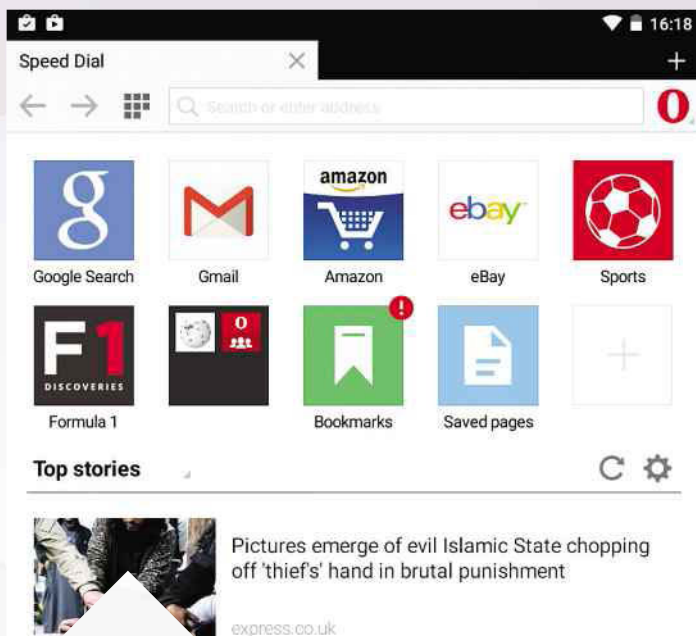 16:18
Speed Dial
Search or enter address
O
g
amazon
ebay
Google Search
Gmail
Amazon
eBay
Sports
F1
DISCOVERIES
O
Formula 1
Bookmarks
Saved pages
Top stories
Pictures emerge of evil Islamic State chopping
off 'thief's' hand in brutal punishment
express.co.uk